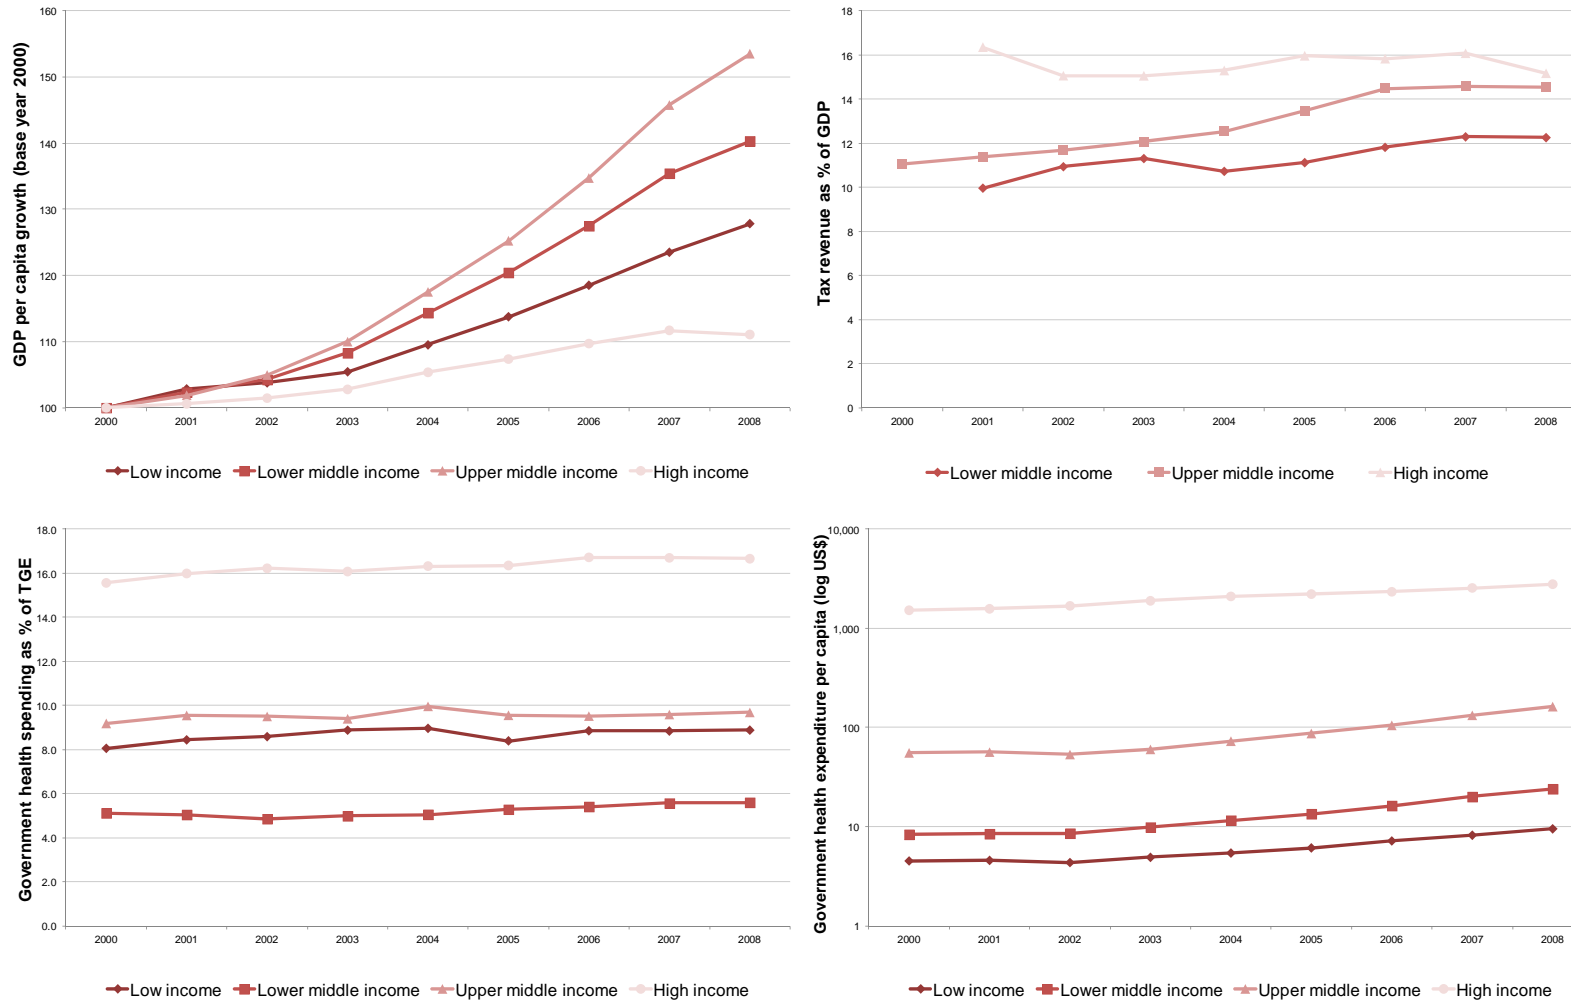 GDP per capita growth (base year 2000)
160
150
140
130
120
110
100
2000 2001 2002 2003 2004 2005 2006 2007 2008
Low income Lower middle income Upper middle income High income
Tax revenue as % of GDP
18
16
14
12
10
8
6
4
2
0
2000 2001 2002 2003 2004 2005 2006 2007 2008
Lower middle income Upper middle income High income
Government health spending as % of TGE
18.0
16.0
14.0
12.0
10.0
8.0
6.0
4.0
2.0
0.0
2000 2001 2002 2003 2004 2005 2006 2007 2008
Low income Lower middle income Upper middle income High income
Government health expenditure per capita (log US$)
10,000
1,000
100
10
1
2000 2001 2002 2003 2004 2005 2006 2007 2008
Low income Lower middle income Upper middle income High income